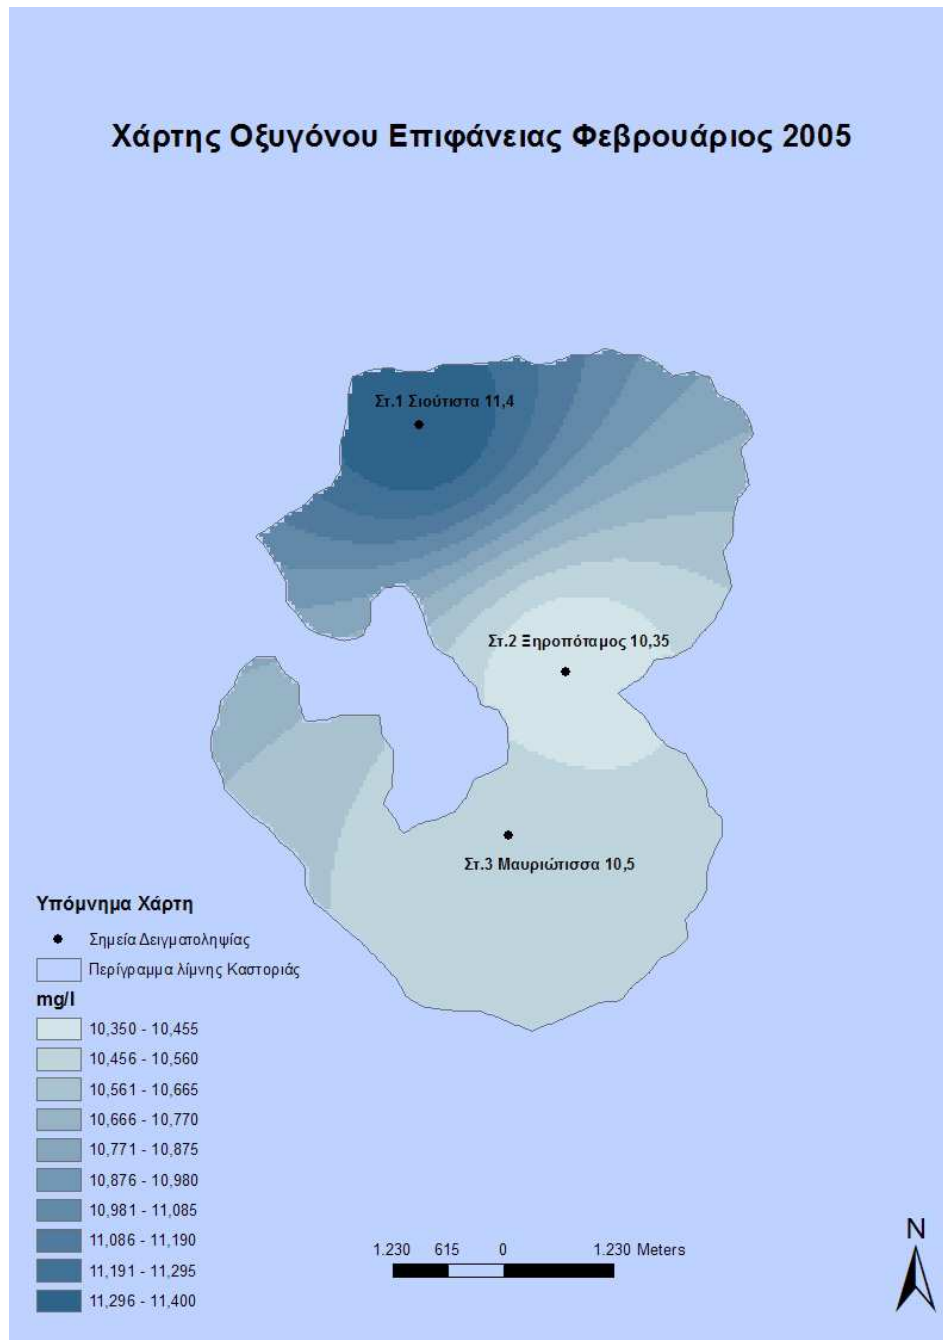 Χάρτης Οξυγόνου Επιφάνειας Φεβρουάριος 2005
Στ.1 Σιούτιστα 11,4
Στ.2 Ξηροπόταμος 10,35
Στ.3 Μαυριώτισσα 10,5
Υπόμνημα Χάρτη
Σημεία Δειγματοληψίας
Περίγραμμα λίμνης Καστοριάς
mg/l
10,350 - 10,455
10,456 - 10,560
10,561 - 10,665
10,666 - 10,770
10,771 - 10,875
10,876 - 10,980
10,981 - 11,085
11,086 - 11,190
11,191 - 11,295
11,296 - 11,400
1.230 615 0 1.230 Meters
N